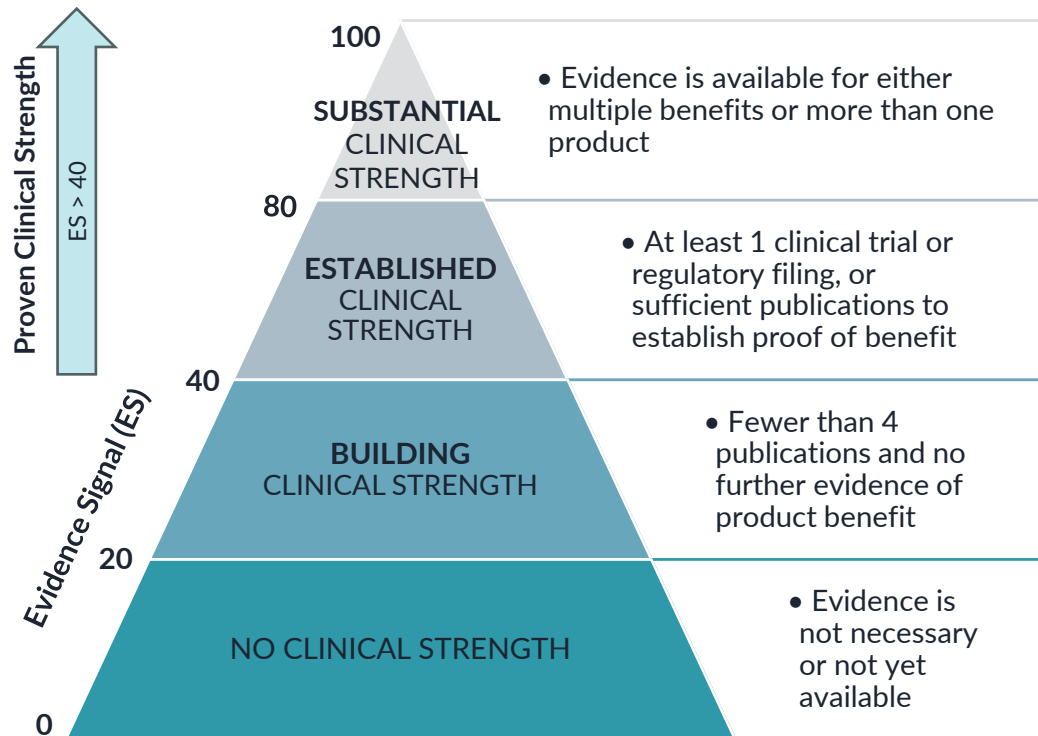 100
SUBSTANTIAL
CLINICAL
STRENGTH
• Evidence is available for either
multiple benefits or more than one
product
Proven Clinical Strength
ES > 40
80
ESTABLISHED
CLINICAL
STRENGTH
• At least 1 clinical trial or
regulatory filing, or
sufficient publications to
establish proof of benefit
40
BUILDING
CLINICAL STRENGTH
• Fewer than 4
publications and no
further evidence of
product benefit
Evidence Signal (ES)
20
NO CLINICAL STRENGTH
• Evidence is
not necessary
or not yet
available
0